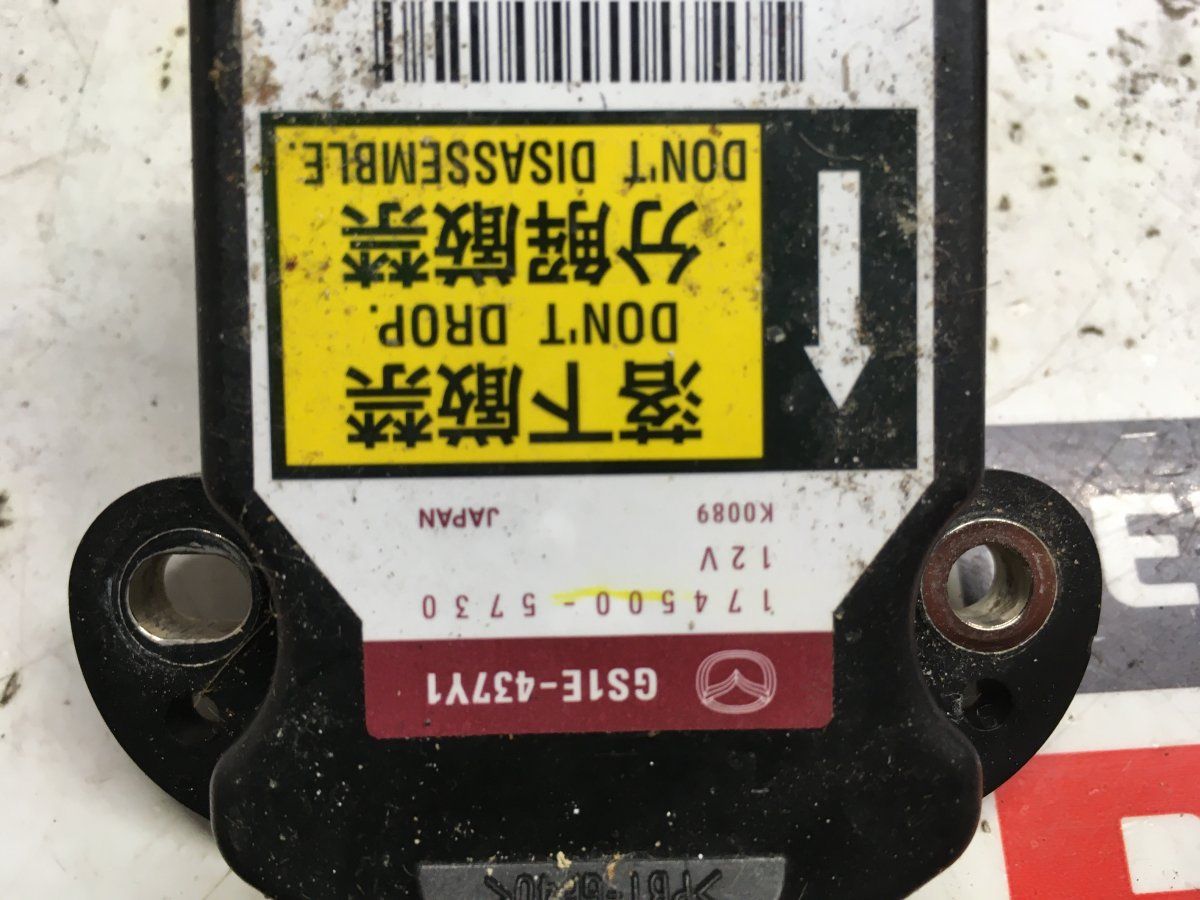 GS1E-437Y1
174500-5730
12V
K0089 JAPAN
落下厳禁
DON'T DROP.
分解厳禁
DON'T DISASSEMBLE.
E